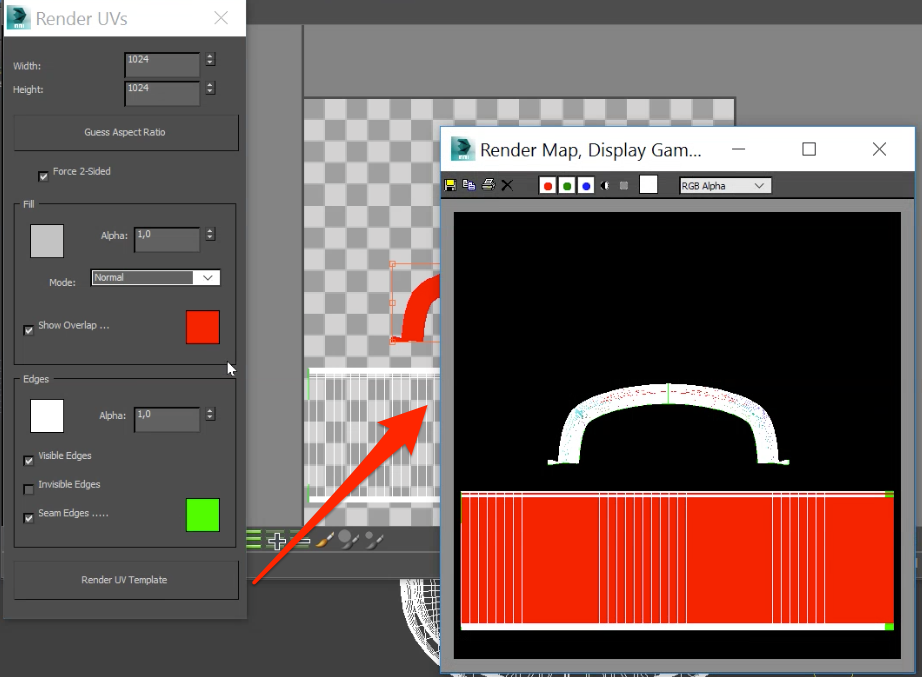 Render UVs
Width:
1024
Height:
1024
Guess Aspect Ratio
Force 2-Sided
Fill
Alpha:
1,0
Mode:
Normal
Show Overlap ...
Edges
Alpha:
1,0
Visible Edges
Invisible Edges
Seam Edges .....
Render UV Template
Render Map, Display Gam...
RGB Alpha